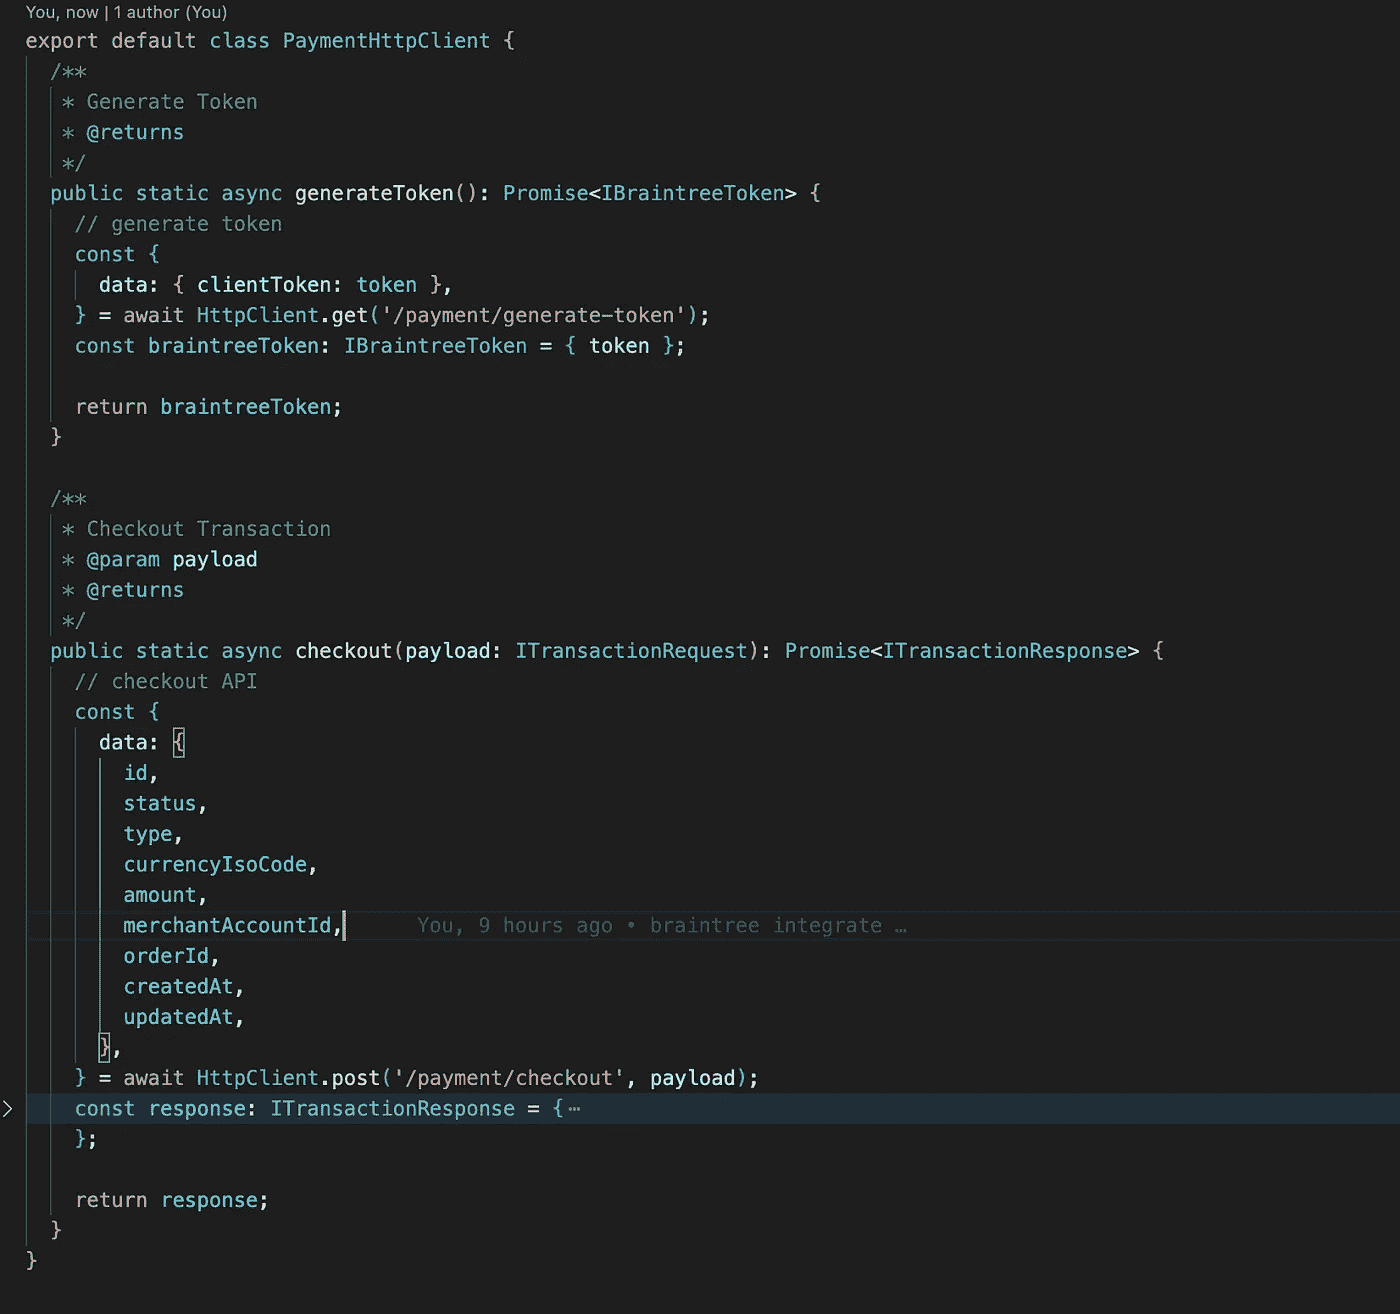 You, now | 1 author (You)
export default class PaymentHttpClient {
/**
* Generate Token
* @returns
*/
public static async generateToken(): Promise<IBraintreeToken> {
// generate token
const {
data: { clientToken: token },
} = await HttpClient.get('/payment/generate-token');
const braintreeToken: IBraintreeToken = { token };
return braintreeToken;
}
/**
* Checkout Transaction
* @param payload
* @returns
*/
public static async checkout(payload: ITransactionRequest): Promise<ITransactionResponse> {
// checkout API
const {
data: {
id,
status,
type,
currencyIsoCode,
amount,
merchantAccountId, You, 9 hours ago • braintree integrate …
orderId,
createdAt,
updatedAt,
},
} = await HttpClient.post('/payment/checkout', payload);
const response: ITransactionResponse = {⋯
};
return response;
}
}